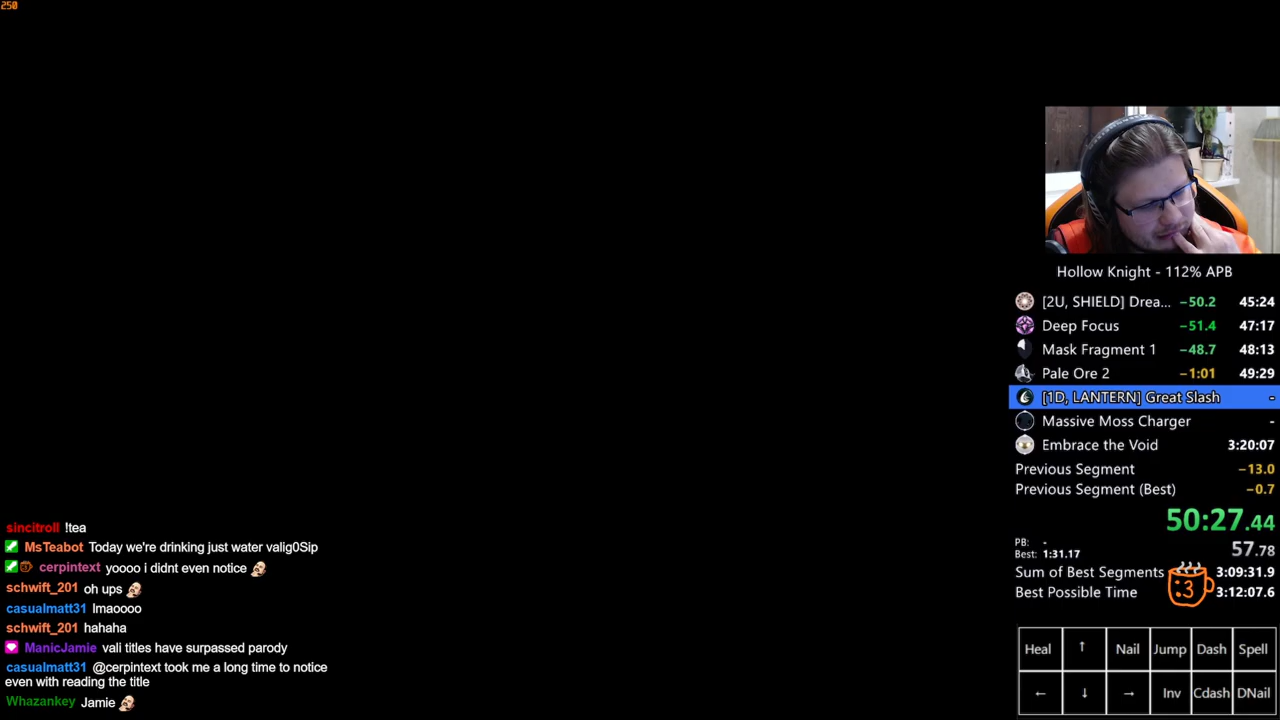 250
Hollow Knight - 112% APB
[2U, SHIELD] Drea... -50.2 45:24
Deep Focus -51.4 47:17
Mask Fragment 1 -48.7 48:13
Pale Ore 2 -1:01 49:29
[1D, LANTERN] Great Slash -
Massive Moss Charger -
Embrace the Void 3:20:07
Previous Segment -13.0
Previous Segment (Best) -0.7
50:27.44
PB: -
Best: 1:31.17 57.78
Sum of Best Segments 3:09:31.9
Best Possible Time 3:12:07.6
:3
Heal ↑ Nail Jump Dash Spell
← ↓ → Inv Cdash DNail
sincitroll !tea
MsTeabot Today we're drinking just water valig0Sip
cerpintext yoooo i didnt even notice
schwift_201 oh ups
casualmatt31 lmaoooo
schwift_201 hahaha
ManicJamie vali titles have surpassed parody
casualmatt31 @cerpintext took me a long time to notice
even with reading the title
Whazankey Jamie